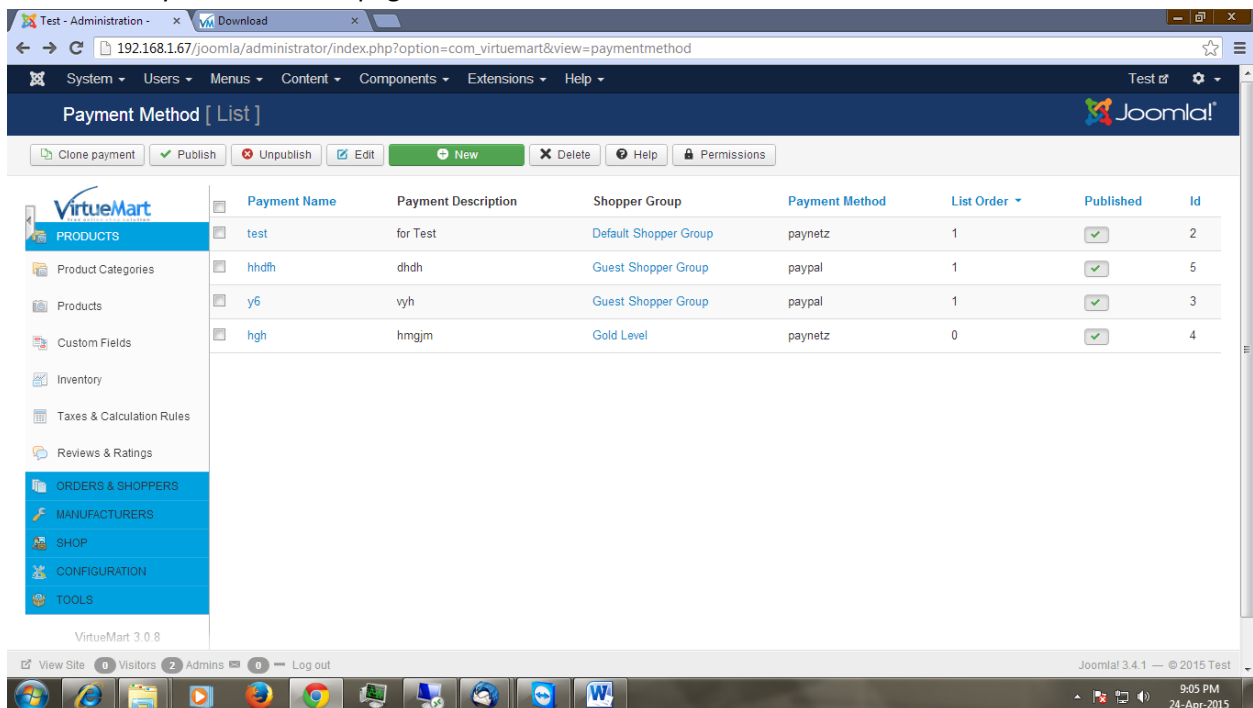 Test - Administration -
Download
192.168.1.67/joomla/administrator/index.php?option=com_virtuemart&view=paymentmethod
System Users Menus Content Components Extensions Help Test
Payment Method [ List ] Joomla!
Clone payment Publish Unpublish Edit New Delete Help Permissions
VirtueMart
PRODUCTS
Product Categories
Products
Custom Fields
Inventory
Taxes & Calculation Rules
Reviews & Ratings
ORDERS & SHOPPERS
MANUFACTURERS
SHOP
CONFIGURATION
TOOLS
VirtueMart 3.0.8
Payment Name Payment Description Shopper Group Payment Method List Order Published Id
test for Test Default Shopper Group paynetz 1 2
hhdfh dhdh Guest Shopper Group paypal 1 5
y6 vyh Guest Shopper Group paypal 1 3
hgh hmgjm Gold Level paynetz 0 4
View Site 0 Visitors 2 Admins 0 Log out Joomla! 3.4.1 — © 2015 Test
9:05 PM
24-Apr-2015